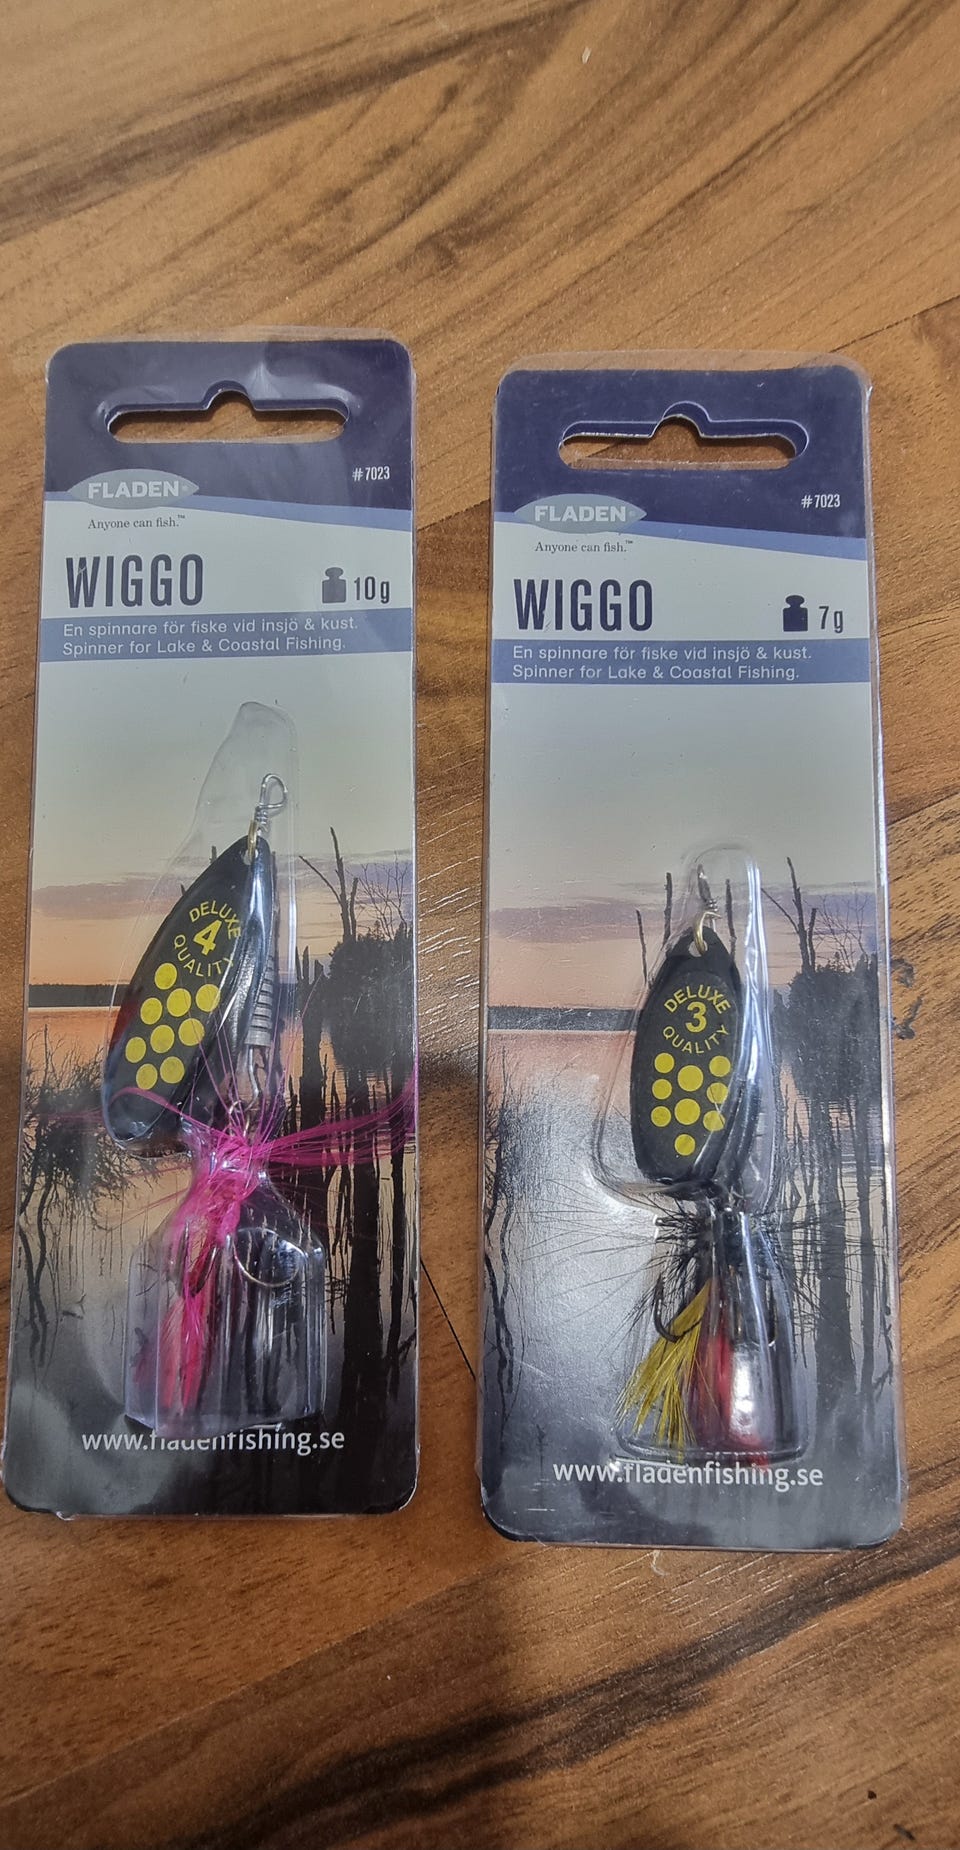 #7023
FLADEN®
Anyone can fish.™
WIGGO
10g
En spinnare för fiske vid insjö & kust.
Spinner for Lake & Coastal Fishing.
DELUXE
4
QUALITY
www.fladenfishing.se
#7023
FLADEN®
Anyone can fish.™
WIGGO
7g
En spinnare för fiske vid insjö & kust.
Spinner for Lake & Coastal Fishing.
DELUXE
3
QUALITY
www.fladenfishing.se